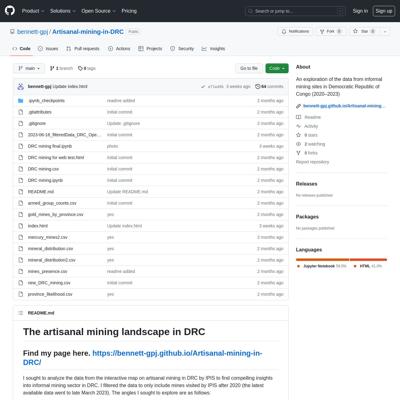 Product Solutions Open Source Pricing
Search or jump to...
Sign in Sign up
bennett-gpj / Artisanal-mining-in-DRC Public
Notifications Fork 0 Star 0
Code Issues Pull requests Actions Projects Security Insights
main 1 branch 0 tags Go to file Code
bennett-gpj Update index.html 3 weeks ago 64 commits
.ipynb_checkpoints readme added 2 months ago
.gitattributes Initial commit 2 months ago
.gitignore Update .gitignore 2 months ago
initial commit 2 months ago
DRC mining final.ipynb photo 3 weeks ago
DRC mining for web test.html initial commit 2 months ago
DRC mining.csv initial commit 2 months ago
DRC mining.ipynb initial commit 2 months ago
README.md Update README.md 2 months ago
armed_group_counts.csv initial commit 2 months ago
gold_mines_by_province.csv yes 2 months ago
index.html Update index.html 3 weeks ago
mercury_mines2.csv yes 2 months ago
mineral_distribution.csv yes 2 months ago
mineral_distribution2.csv yes 2 months ago
mines_presence.csv readme added 2 months ago
new_DRC_mining.csv initial commit 2 months ago
province_likelihood.csv yes 2 months ago
README.md
The artisanal mining landscape in DRC
Find my page here. https://bennett-gpj.github.io/Artisanal-mining-in-DRC/
I sought to analyze the data from the interactive map on artisanal mining in DRC by IPIS to find compelling insights
into informal mining sector in DRC. I filtered the data to only include mines visited by IPIS after 2020 (the latest
available data went to late March 2023). The angles I sought to explore are as follows:
About
An exploration of the data from informal
mining sites in Democratic Republic of
Congo (2020–2023)
bennett-gpj.github.io/Artisanal-mining...
Readme
Activity
0 stars
2 watching
0 forks
Report repository
Releases
No releases published
Packages
No packages published
Languages
Jupyter Notebook HTML